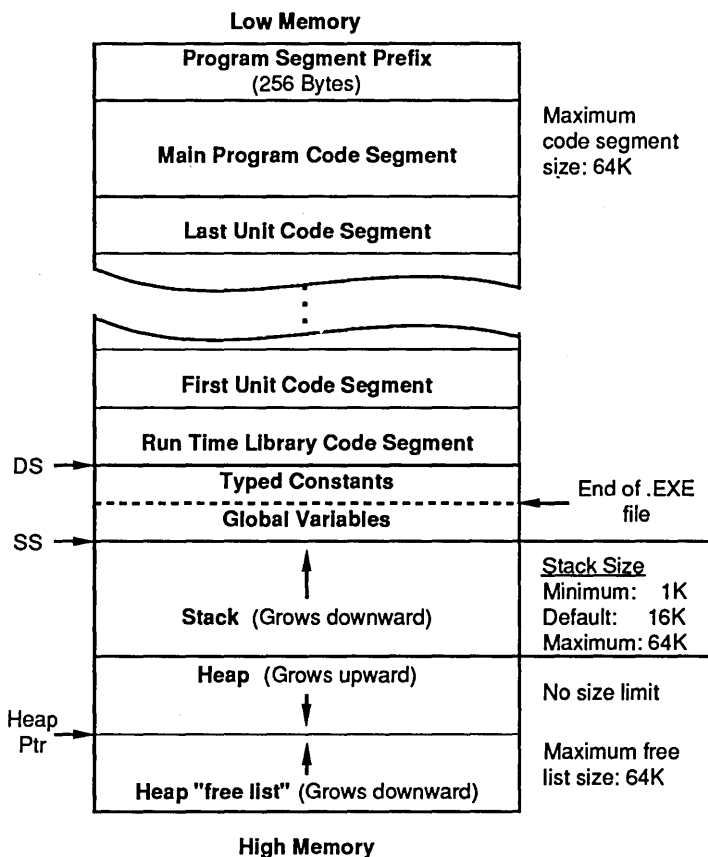 Low Memory
Program Segment Prefix
(256 Bytes)
Maximum
code segment
size: 64K
Main Program Code Segment
Last Unit Code Segment
First Unit Code Segment
Run Time Library Code Segment
DS
Typed Constants
End of .EXE
file
Global Variables
SS
Stack Size
Minimum: 1K
Default: 16K
Maximum: 64K
Stack (Grows downward)
Heap (Grows upward)
No size limit
Heap
Ptr
Maximum free
list size: 64K
Heap "free list" (Grows downward)
High Memory